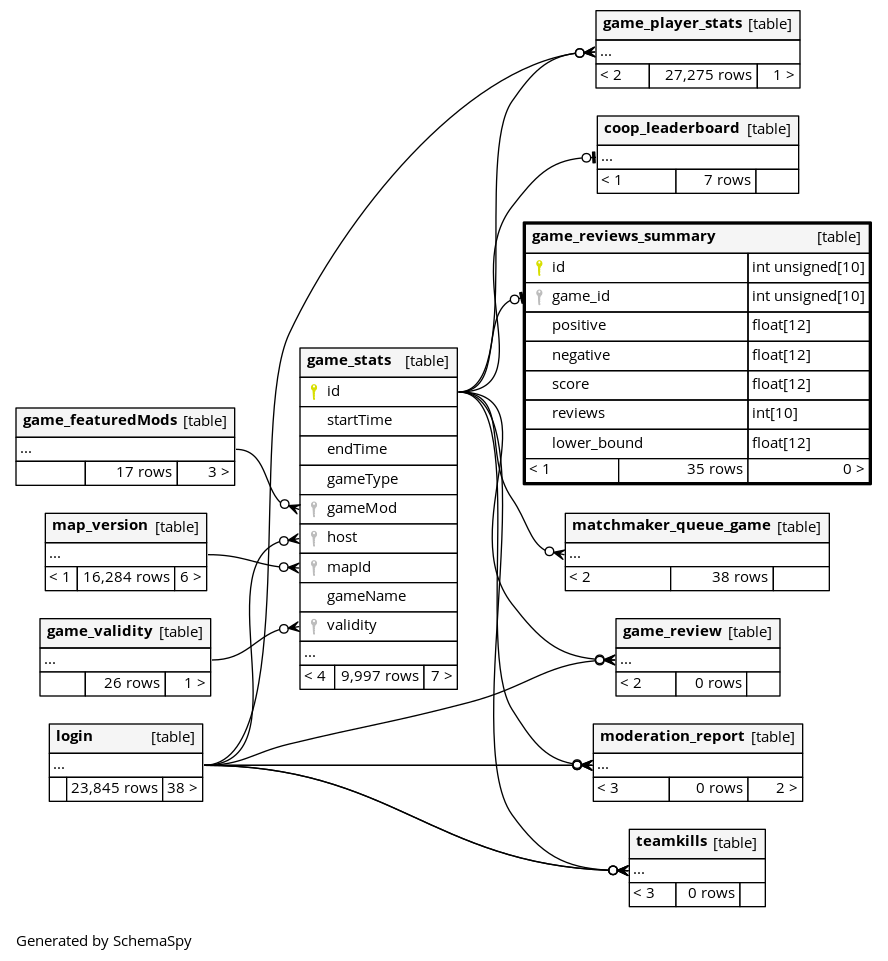 game_player_stats [table]
...
< 2 27,275 rows 1 >
coop_leaderboard [table]
...
< 1 7 rows
game_reviews_summary [table]
id int unsigned[10]
game_id int unsigned[10]
positive float[12]
negative float[12]
score float[12]
reviews int[10]
lower_bound float[12]
< 1 35 rows 0 >
game_stats [table]
id
startTime
endTime
gameType
gameMod
host
mapId
gameName
validity
...
< 4 9,997 rows 7 >
game_featuredMods [table]
...
17 rows 3 >
map_version [table]
...
< 1 16,284 rows 6 >
game_validity [table]
...
26 rows 1 >
login [table]
...
23,845 rows 38 >
matchmaker_queue_game [table]
...
< 2 38 rows
game_review [table]
...
< 2 0 rows
moderation_report [table]
...
< 3 0 rows 2 >
teamkills [table]
...
< 3 0 rows
Generated by SchemaSpy